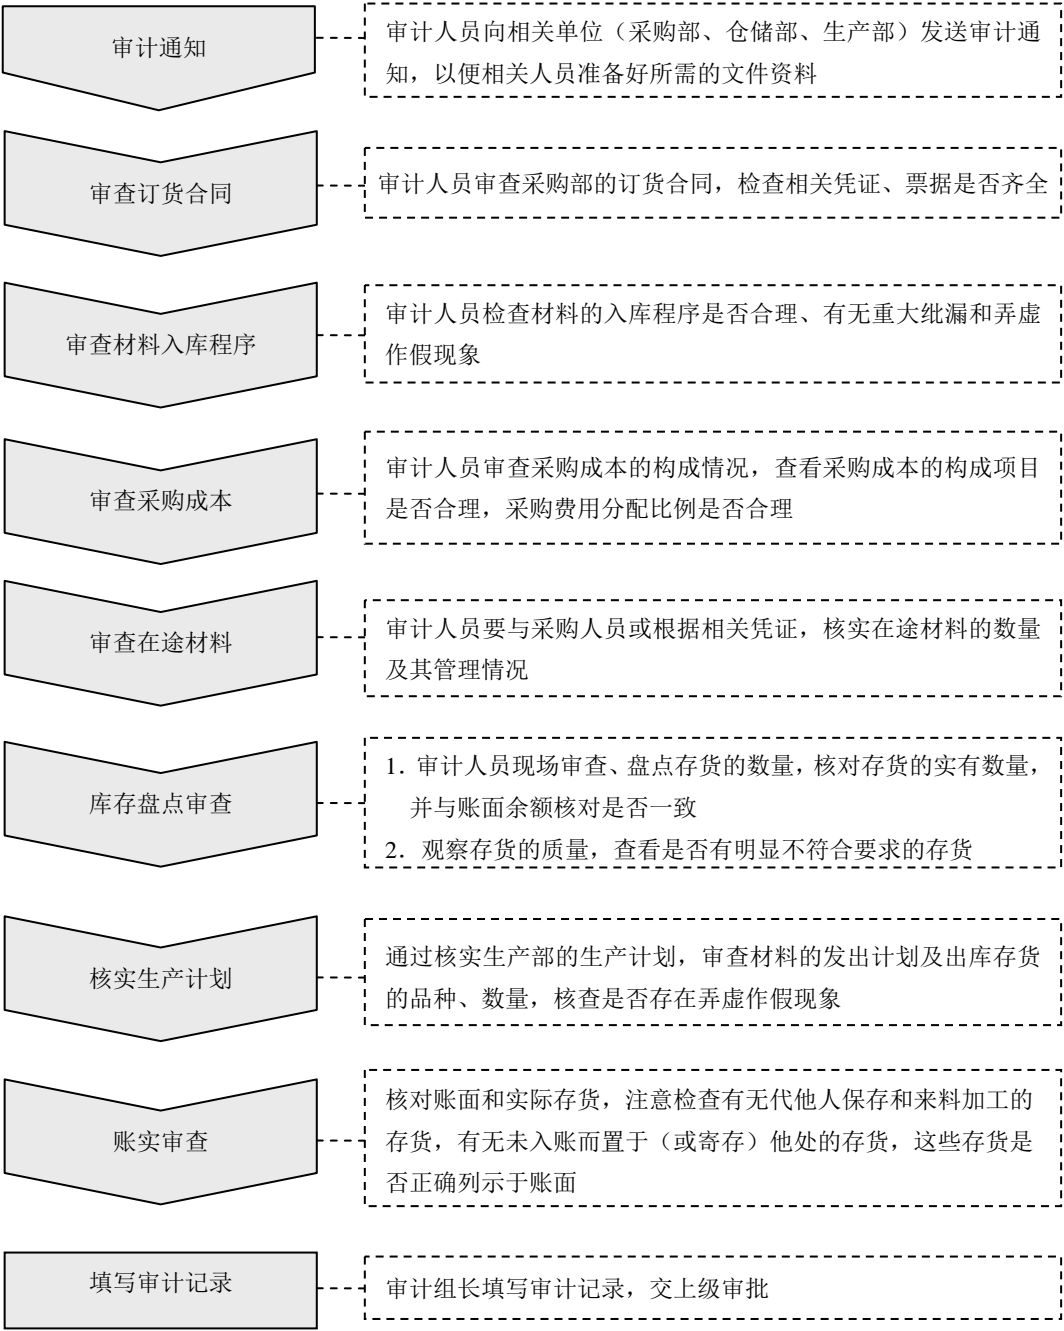 审计通知
审计人员向相关单位（采购部、仓储部、生产部）发送审计通
知，以便相关人员准备好所需的文件资料
审查订货合同
审计人员审查采购部的订货合同，检查相关凭证、票据是否齐全
审查材料入库程序
审计人员检查材料的入库程序是否合理、有无重大纰漏和弄虚
作假现象
审查采购成本
审计人员审查采购成本的构成情况，查看采购成本的构成项目
是否合理，采购费用分配比例是否合理
审查在途材料
审计人员要与采购人员或根据相关凭证，核实在途材料的数量
及其管理情况
库存盘点审查
1．审计人员现场审查、盘点存货的数量，核对存货的实有数量，
并与账面余额核对是否一致
2．观察存货的质量，查看是否有明显不符合要求的存货
核实生产计划
通过核实生产部的生产计划，审查材料的发出计划及出库存货
的品种、数量，核查是否存在弄虚作假现象
账实审查
核对账面和实际存货，注意检查有无代他人保存和来料加工的
存货，有无未入账而置于（或寄存）他处的存货，这些存货是
否正确列示于账面
填写审计记录
审计组长填写审计记录，交上级审批